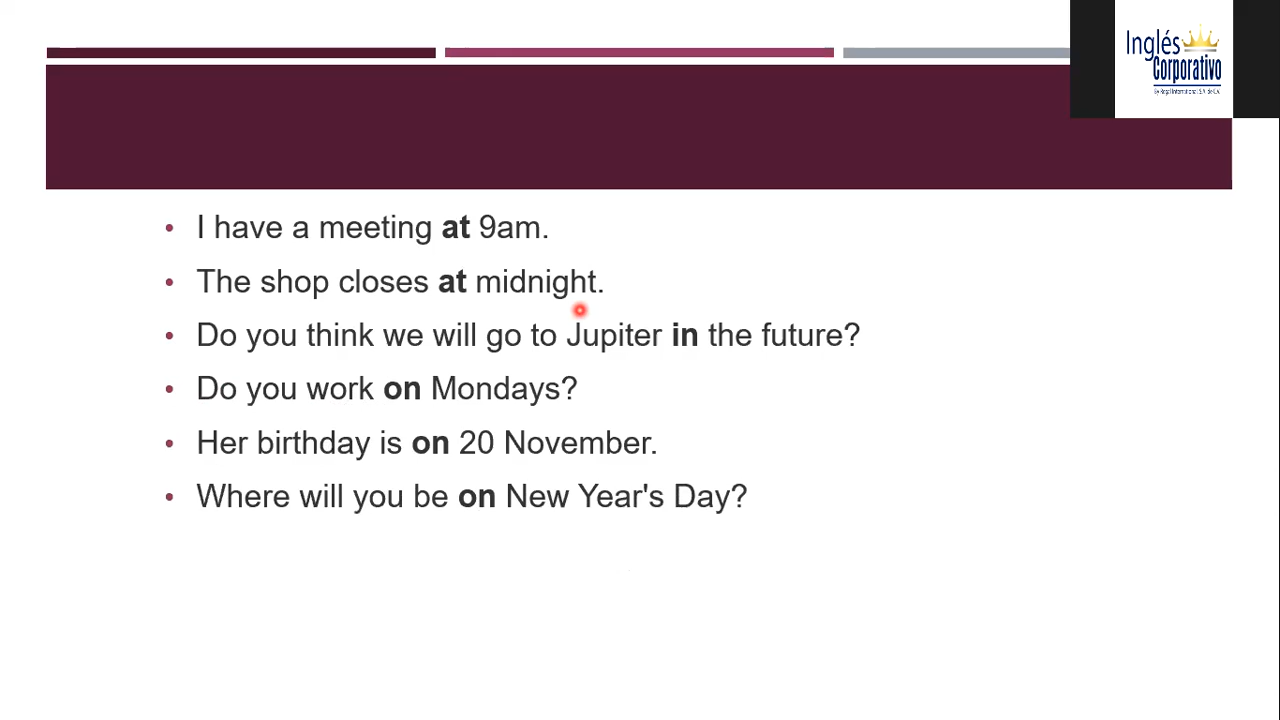 Inglés
Corporativo
• I have a meeting at 9am.
• The shop closes at midnight.
• Do you think we will go to Jupiter in the future?
• Do you work on Mondays?
• Her birthday is on 20 November.
• Where will you be on New Year's Day?